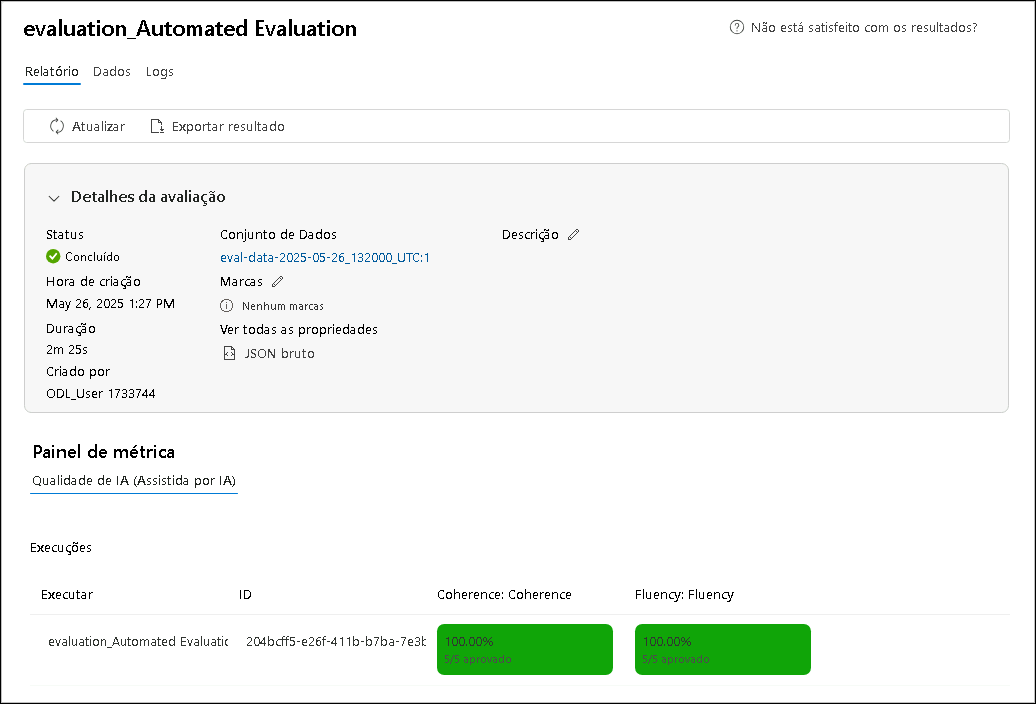 evaluation_Automated Evaluation
Não está satisfeito com os resultados?
Relatório Dados Logs
Atualizar Exportar resultado
Detalhes da avaliação
Status
Concluído
Hora de criação
May 26, 2025 1:27 PM
Duração
2m 25s
Criado por
ODL_User 1733744
Conjunto de Dados
eval-data-2025-05-26_132000_UTC:1
Marcas
Nenhum marcas
Ver todas as propriedades
JSON bruto
Descrição
Painel de métrica
Qualidade de IA (Assistida por IA)
Execuções
Executar ID Coherence: Coherence Fluency: Fluency
evaluation_Automated Evaluatic 204bcff5-e26f-411b-b7ba-7e3b 100.00% 100.00%
5/5 aprovado 5/5 aprovado